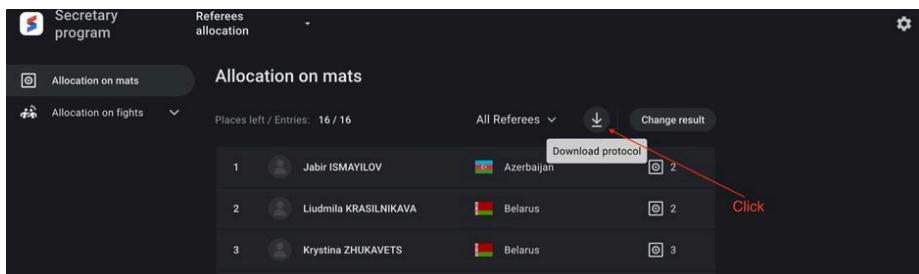 Secretary
program
Referees
allocation
Allocation on mats
Allocation on fights
Allocation on mats
Places left / Entries: 16 / 16
All Referees
Change result
Download protocol
1 Jabir ISMAYILOV Azerbaijan 2
Click
2 Liudmila KRASILNIKAVA Belarus 2
3 Krystina ZHUKAVETS Belarus 3